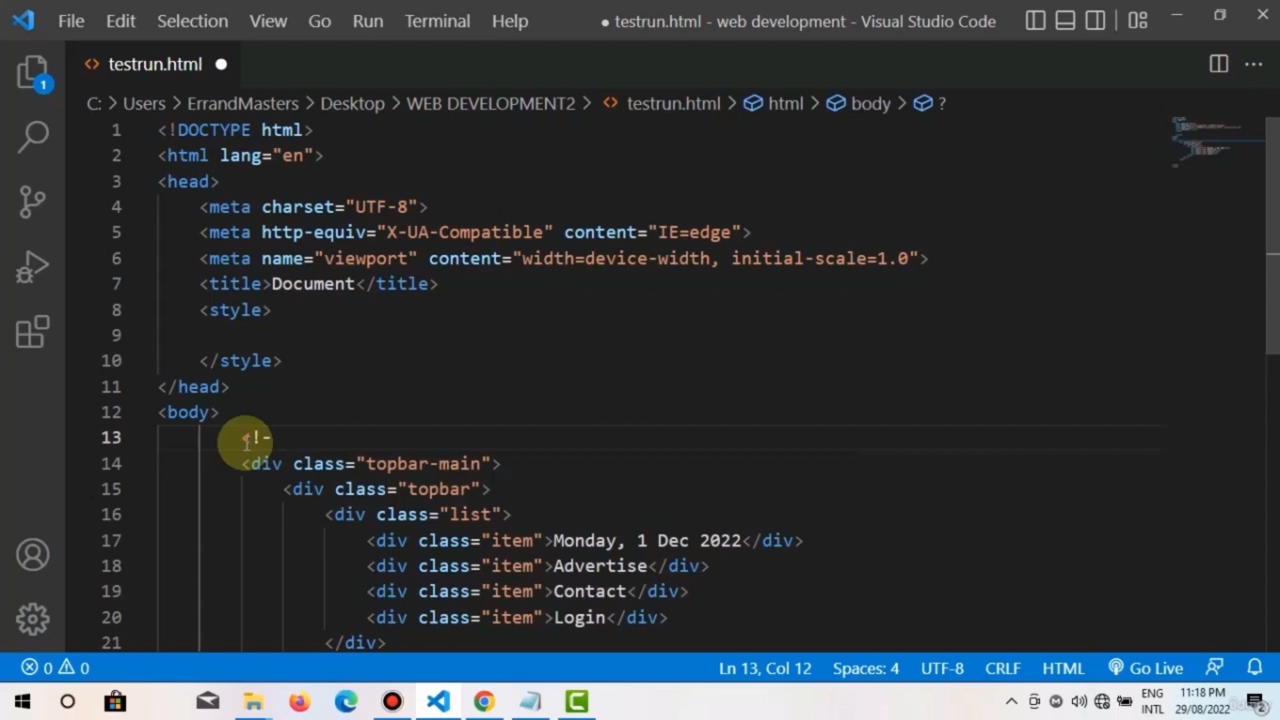 File Edit Selection View Go Run Terminal Help ● testrun.html - web development - Visual Studio Code
testrun.html
C: > Users > ErrandMasters > Desktop > WEB DEVELOPMENT2 > testrun.html > html > body > ?
1 <!DOCTYPE html>
2 <html lang="en">
3 <head>
4 <meta charset="UTF-8">
5 <meta http-equiv="X-UA-Compatible" content="IE=edge">
6 <meta name="viewport" content="width=device-width, initial-scale=1.0">
7 <title>Document</title>
8 <style>
9
10 </style>
11 </head>
12 <body>
13 <!-
14 <div class="topbar-main">
15 <div class="topbar">
16 <div class="list">
17 <div class="item">Monday, 1 Dec 2022</div>
18 <div class="item">Advertise</div>
19 <div class="item">Contact</div>
20 <div class="item">Login</div>
21 </div>
1
0 0 Ln 13, Col 12 Spaces: 4 UTF-8 CRLF HTML Go Live
ENG 11:18 PM
INTL 29/08/2022